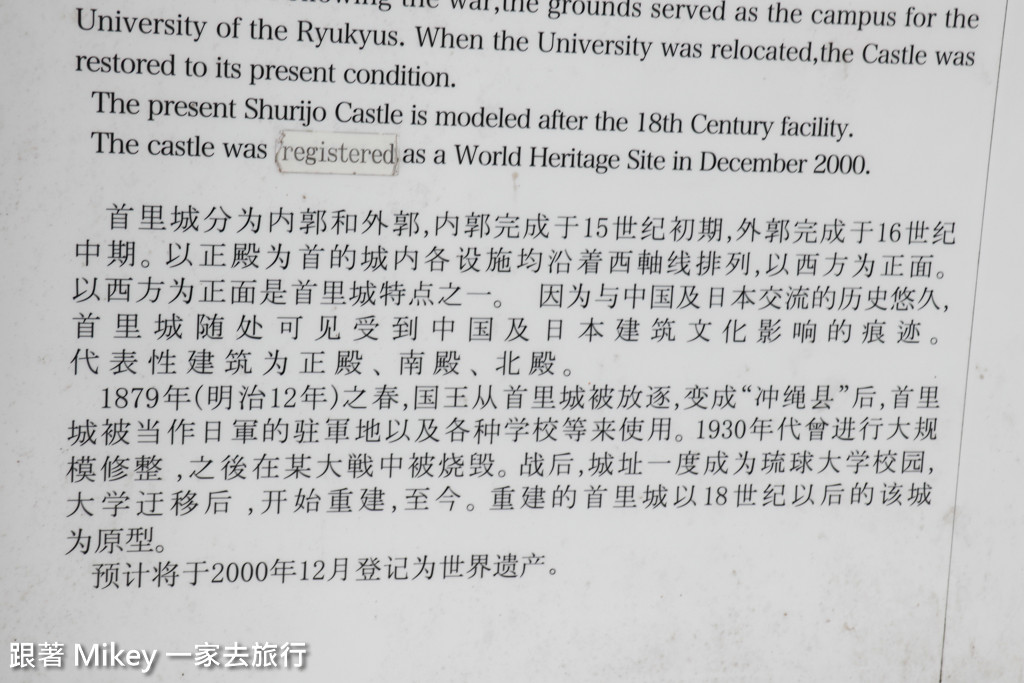 the war,the grounds served as the campus for the
University of the Ryukyus. When the University was relocated,the Castle was
restored to its present condition.
The present Shurijo Castle is modeled after the 18th Century facility.
The castle was registered as a World Heritage Site in December 2000.
首里城分为内郭和外郭,内郭完成于15世纪初期,外郭完成于16世纪
中期。以正殿为首的城内各设施均沿着西軸线排列,以西方为正面。
以西方为正面是首里城特点之一。 因为与中国及日本交流的历史悠久,
首里城随处可见受到中国及日本建筑文化影响的痕迹。
代表性建筑为正殿、南殿、北殿。
1879年(明治12年)之春,国王从首里城被放逐,变成“冲绳县”后,首里
城被当作日軍的驻軍地以及各种学校等来使用。1930年代曾进行大规
模修整,之後在某大戦中被烧毁。战后,城址一度成为琉球大学校园,
大学迁移后,开始重建,至今。重建的首里城以18世纪以后的该城
为原型。
预计将于2000年12月登记为世界遗产。
跟著 Mikey 一家去旅行